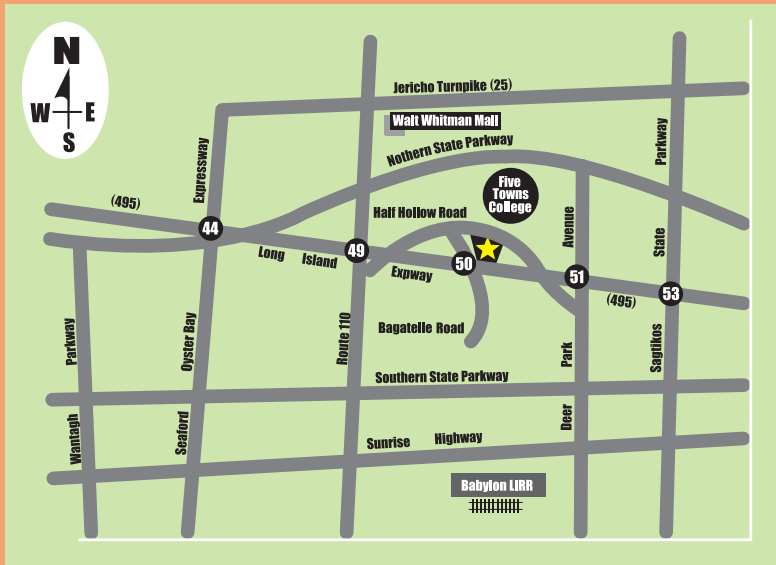 N
W E
S
Jericho Turnpike (25)
Walt Whitman Mall
Nothern State Parkway
Expressway
Parkway
(495)
Five
Towns
College
Half Hollow Road
Avenue
State
44
Long Island Expway
49
50
51
53
(495)
Bagatelle Road
Parkway
Oyster Bay
Route 110
Park
Sagtikos
Southern State Parkway
Wantagh
Seaford
Deer
Sunrise Highway
Babylon LIRR